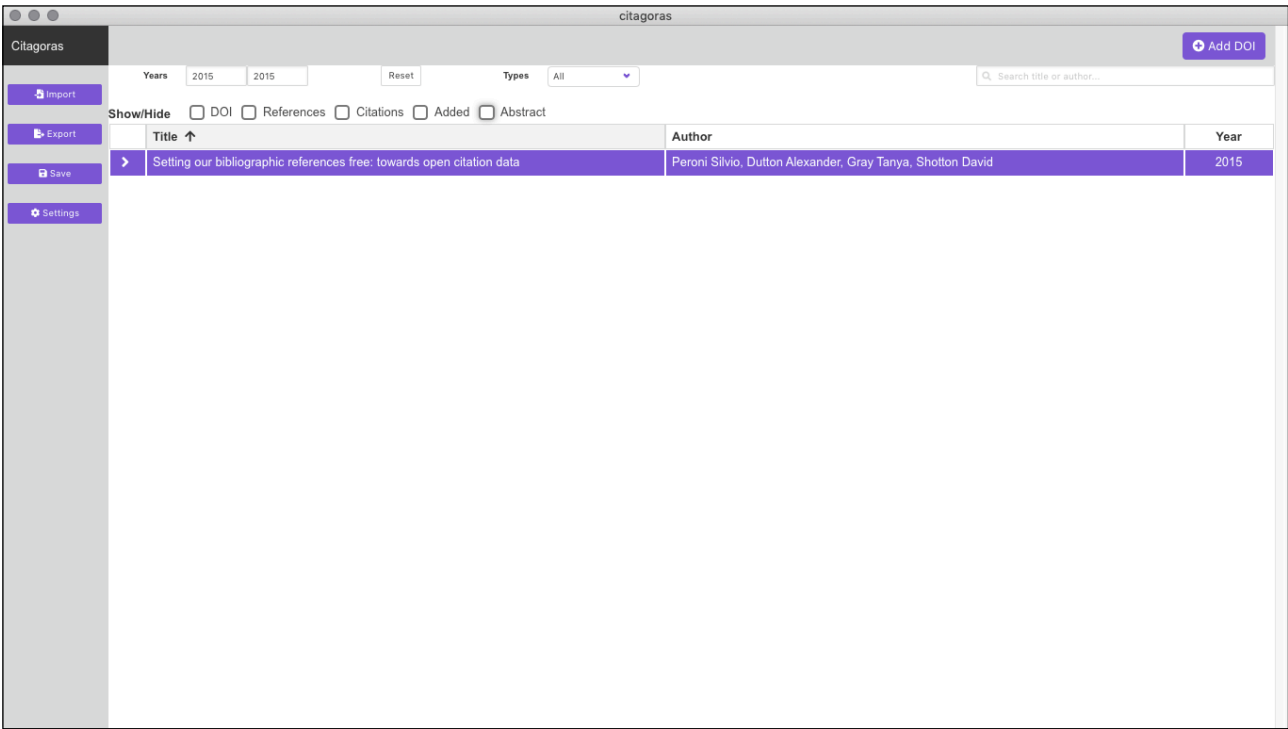 citagoras
Citagoras
Add DOI
Years 2015 2015 Reset Types All Search title or author...
Import
Show/Hide DOI References Citations Added Abstract
Export
Title Author Year
Setting our bibliographic references free: towards open citation data Peroni Silvio, Dutton Alexander, Gray Tanya, Shotton David 2015
Save
Settings